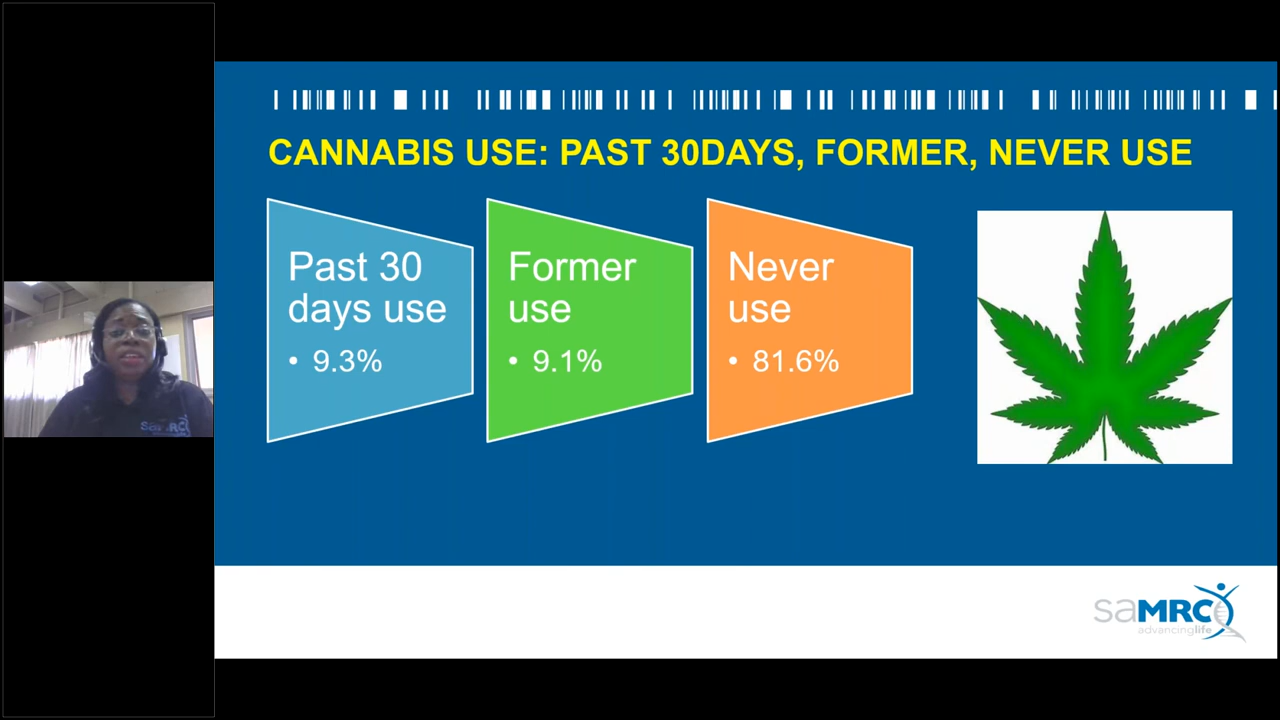 CANNABIS USE: PAST 30DAYS, FORMER, NEVER USE
Past 30
days use
• 9.3%
Former
use
• 9.1%
Never
use
• 81.6%
saMRC
advancinglife